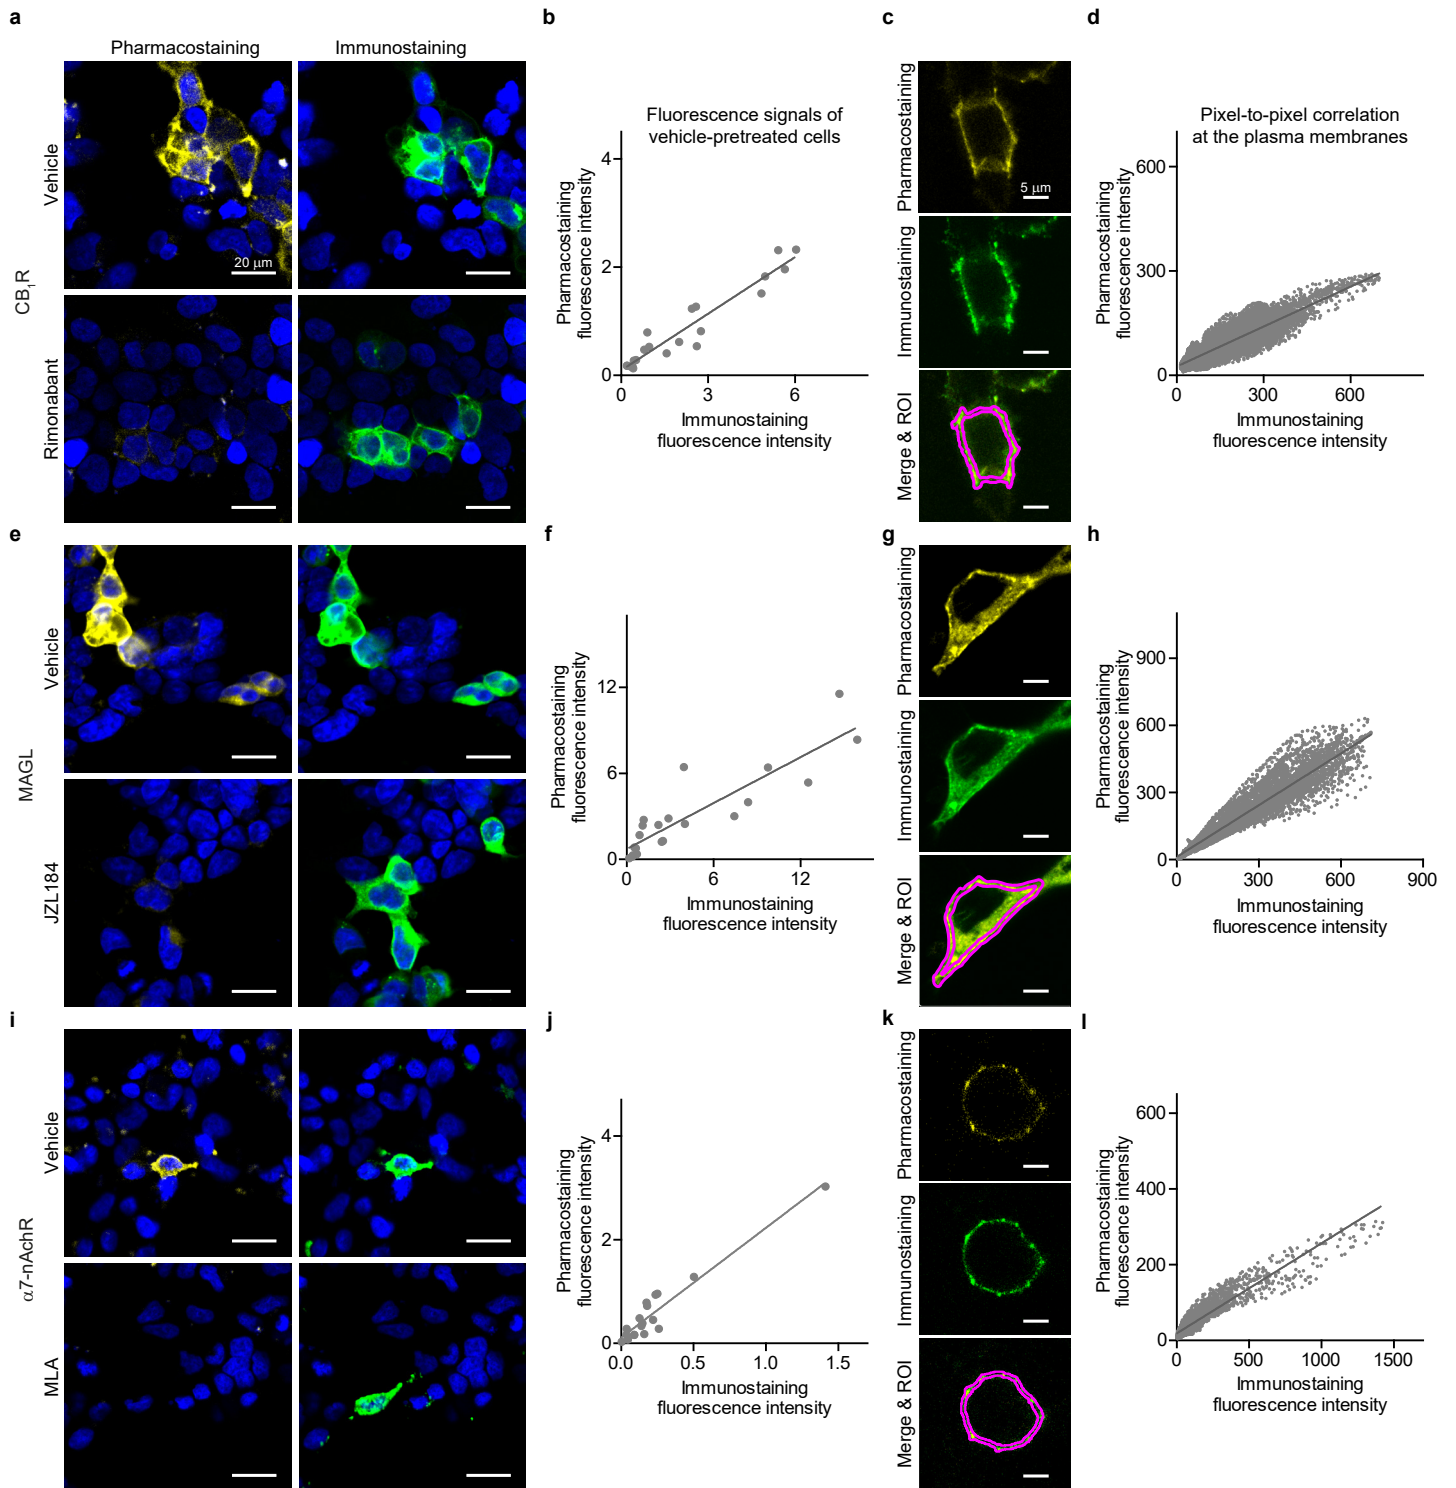 a
Pharmacostaining
Immunostaining
CB1R
Vehicle
20 µm
Rimonabant
b
Fluorescence signals of
vehicle-pretreated cells
Pharmacostaining
fluorescence intensity
4
2
0
0
3
6
Immunostaining
fluorescence intensity
c
Pharmacostaining
5 µm
Immunostaining
Merge & ROI
d
Pixel-to-pixel correlation
at the plasma membranes
Pharmacostaining
fluorescence intensity
600
300
0
0
300
600
Immunostaining
fluorescence intensity
e
MAGL
Vehicle
JZL184
f
Pharmacostaining
fluorescence intensity
12
6
0
0
6
12
Immunostaining
fluorescence intensity
g
Pharmacostaining
Immunostaining
Merge & ROI
h
Pharmacostaining
fluorescence intensity
900
600
300
0
0
300
600
900
Immunostaining
fluorescence intensity
i
α7-nAchR
Vehicle
MLA
j
Pharmacostaining
fluorescence intensity
4
2
0
0.0
0.5
1.0
1.5
Immunostaining
fluorescence intensity
k
Pharmacostaining
Immunostaining
Merge & ROI
l
Pharmacostaining
fluorescence intensity
600
400
200
0
0
500
1000
1500
Immunostaining
fluorescence intensity